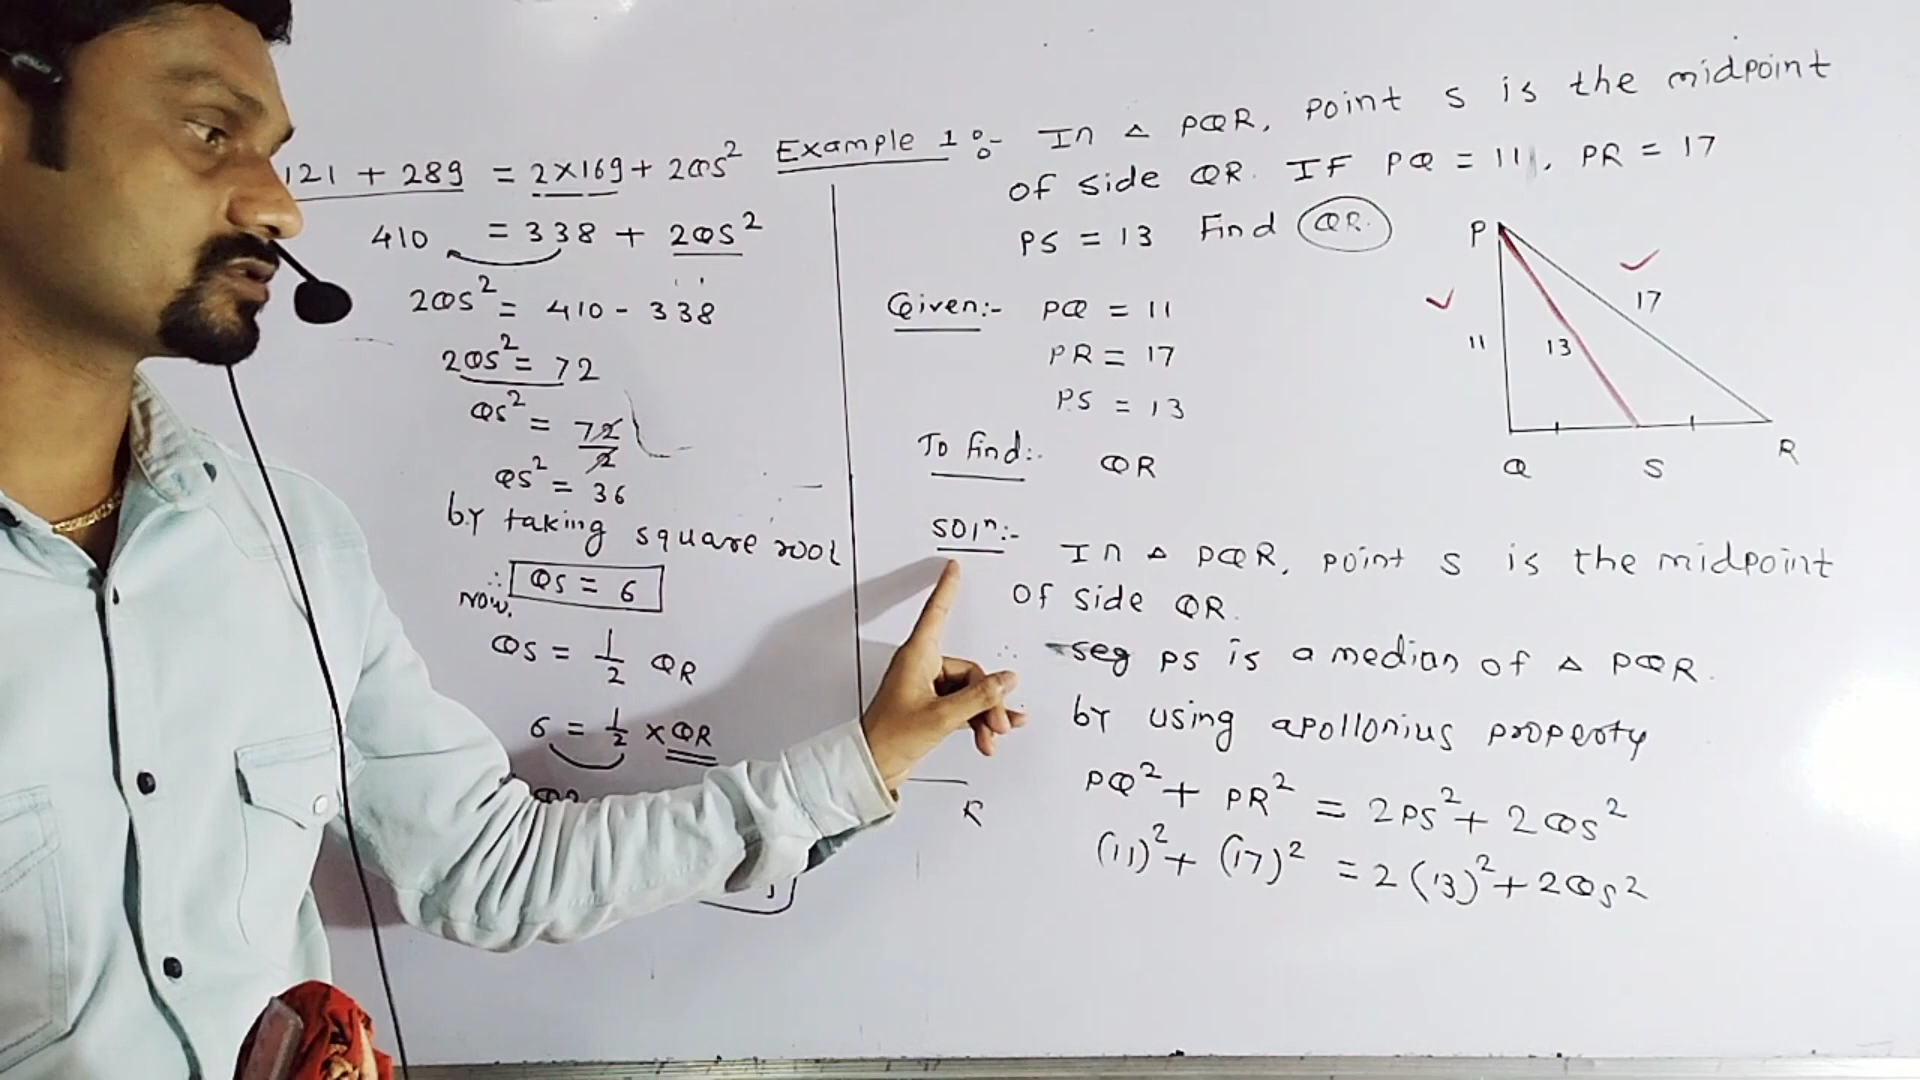 Example 1 :- In △ PQR, point S is the midpoint
of side QR. If PQ = 11, PR = 17
PS = 13 Find QR.
Given:- PQ = 11
PR = 17
PS = 13
To find:- QR
P
11
13
17
Q
S
R
Solⁿ:-
In △ PQR, point S is the midpoint
of side QR.
∴ seg PS is a median of △ PQR.
by using apollonius property
PQ² + PR² = 2PS² + 2QS²
(11)² + (17)² = 2(13)² + 2QS²
121 + 289 = 2×169 + 2QS²
410 = 338 + 2QS²
2QS² = 410 - 338
2QS² = 72
QS² = 72/2
QS² = 36
by taking square root
∴ QS = 6
Now,
QS = 1/2 QR
6 = 1/2 × QR
R